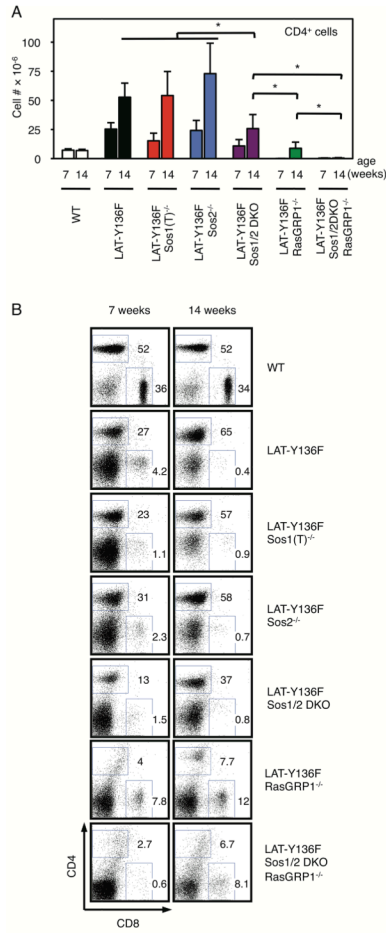 A
CD4+ cells
Cell # × 10-6
100
75
50
25
0
*
*
*
*
7 14 7 14 7 14 7 14 7 14 7 14 7 14
age (weeks)
WT
LAT-Y136F
LAT-Y136F Sos1(T)-/-
LAT-Y136F Sos2-/-
LAT-Y136F Sos1/2 DKO
LAT-Y136F RasGRP1-/-
LAT-Y136F Sos1/2DKO RasGRP1-/-
B
7 weeks 14 weeks
52 52
36 34
WT
27 65
4.2 0.4
LAT-Y136F
23 57
1.1 0.9
LAT-Y136F
Sos1(T)-/-
31 58
2.3 0.7
LAT-Y136F
Sos2-/-
13 37
1.5 0.8
LAT-Y136F
Sos1/2 DKO
4 7.7
7.8 12
LAT-Y136F
RasGRP1-/-
2.7 6.7
0.6 8.1
LAT-Y136F
Sos1/2 DKO
RasGRP1-/-
CD4
CD8